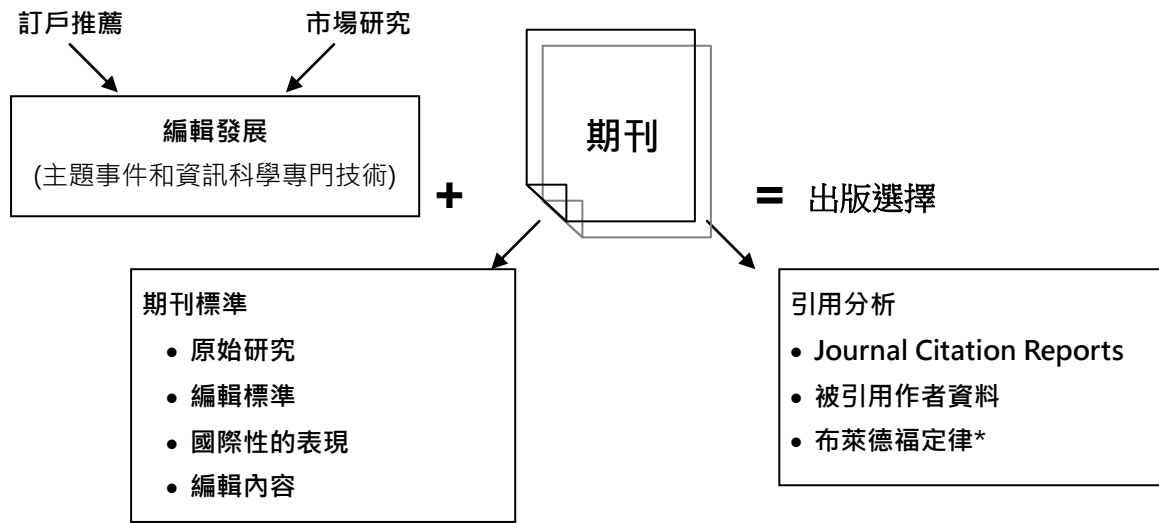 訂戶推薦
市場研究
編輯發展
(主題事件和資訊科學專門技術)
+
期刊
= 出版選擇
期刊標準
• 原始研究
• 編輯標準
• 國際性的表現
• 編輯內容
引用分析
• Journal Citation Reports
• 被引用作者資料
• 布萊德福定律*